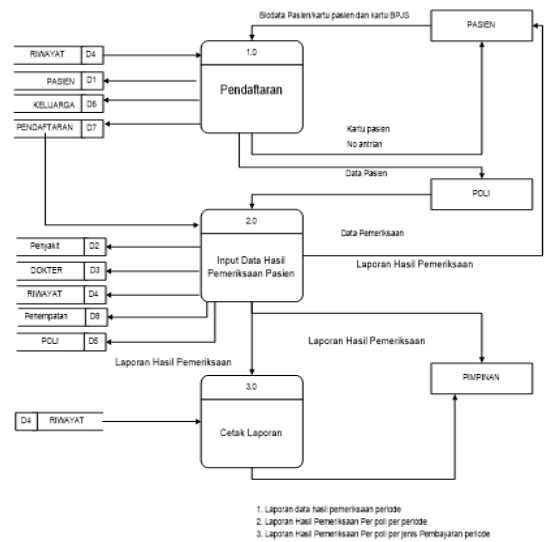 Biodata Pasien/kartu pasien dan kartu BPJS
PASIEN
RIWAYAT D4
1.0
PASIEN D1
Pendaftaran
KELUARGA D6
PENDAFTARAN D7
Kartu pasien
No antrian
Data Pasien
POLI
2.0
Data Pemeriksaan
Penyakit D2
Input Data Hasil
Pemeriksaan Pasien
Laporan Hasil Pemeriksaan
DOKTER D3
RIWAYAT D4
Penempatan D8
POLI D5
Laporan Hasil Pemeriksaan
Laporan Hasil Pemeriksaan
3.0
PIMPINAN
D4 RIWAYAT
Cetak Laporan
1. Laporan data hasil pemeriksaan periode
2. Laporan Hasil Pemeriksaan Per poli per periode
3. Laporan Hasil Pemeriksaan Per poli per jenis Pembayaran periode